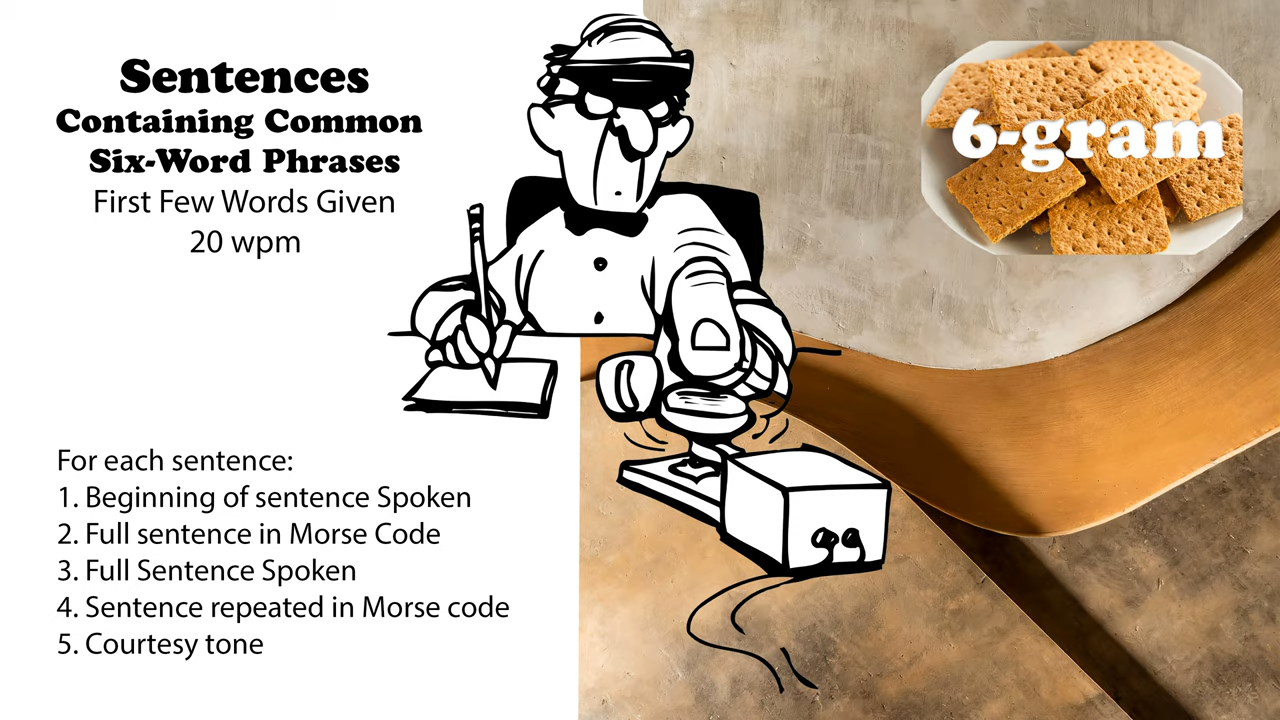 Sentences
Containing Common
Six-Word Phrases
First Few Words Given
20 wpm
6-gram
For each sentence:
1. Beginning of sentence Spoken
2. Full sentence in Morse Code
3. Full Sentence Spoken
4. Sentence repeated in Morse code
5. Courtesy tone